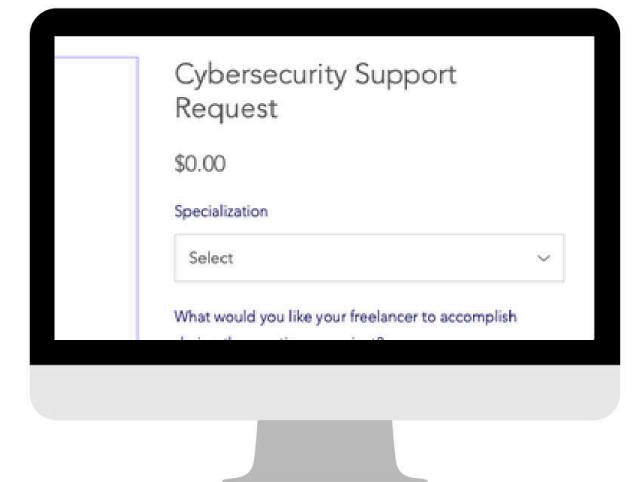 Cybersecurity Support
Request
$0.00
Specialization
Select
What would you like your freelancer to accomplish